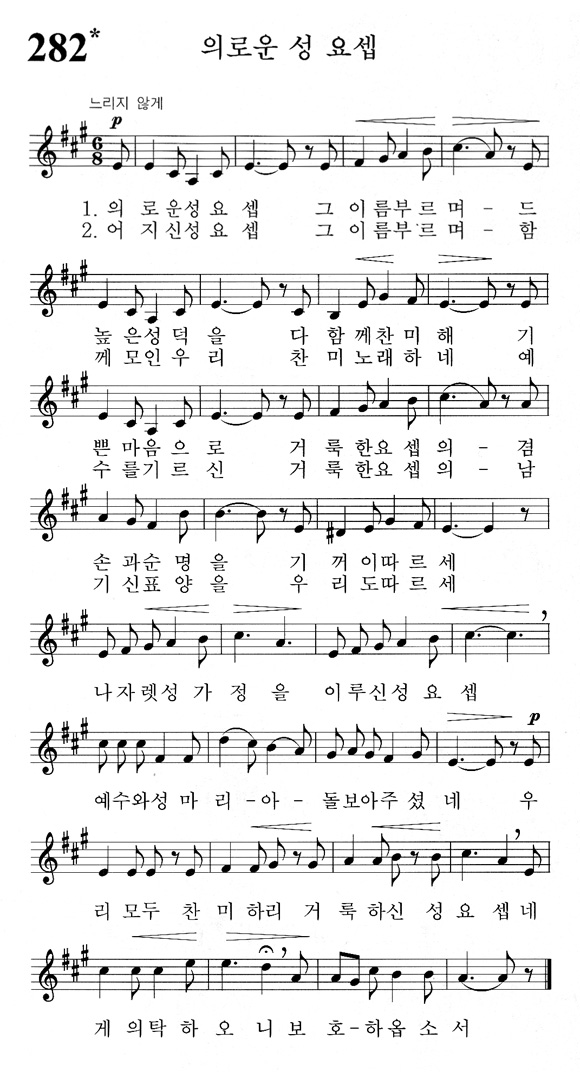 282* 의로운 성 요셉
느리지 않게
p
1. 의 로운성 요 셉 그 이름부르 며 - 드
2. 어 지신성 요 셉 그 이름부르 며 - 함
높 은성 덕 을 다 함 께찬 미 해 기
께 모인 우 리 찬 미 노래 하 네 예
쁜 마음 으 로 거 룩 한요 셉 의 - 겸
수 를기 르 신 거 룩 한요 셉 의 - 남
손 과순 명 을 기 꺼 이따 르 세
기 신표 양 을 우 리 도따 르 세
나자렛성 가 정 을 이루신성 요 셉
p
예수와성 마 리 - 아 - 돌보아주 셨 네 우
리 모두 찬 미 하리 거 룩 하신 성 요 셉네
게 의탁 하 오 니보 호-하옵 소 서